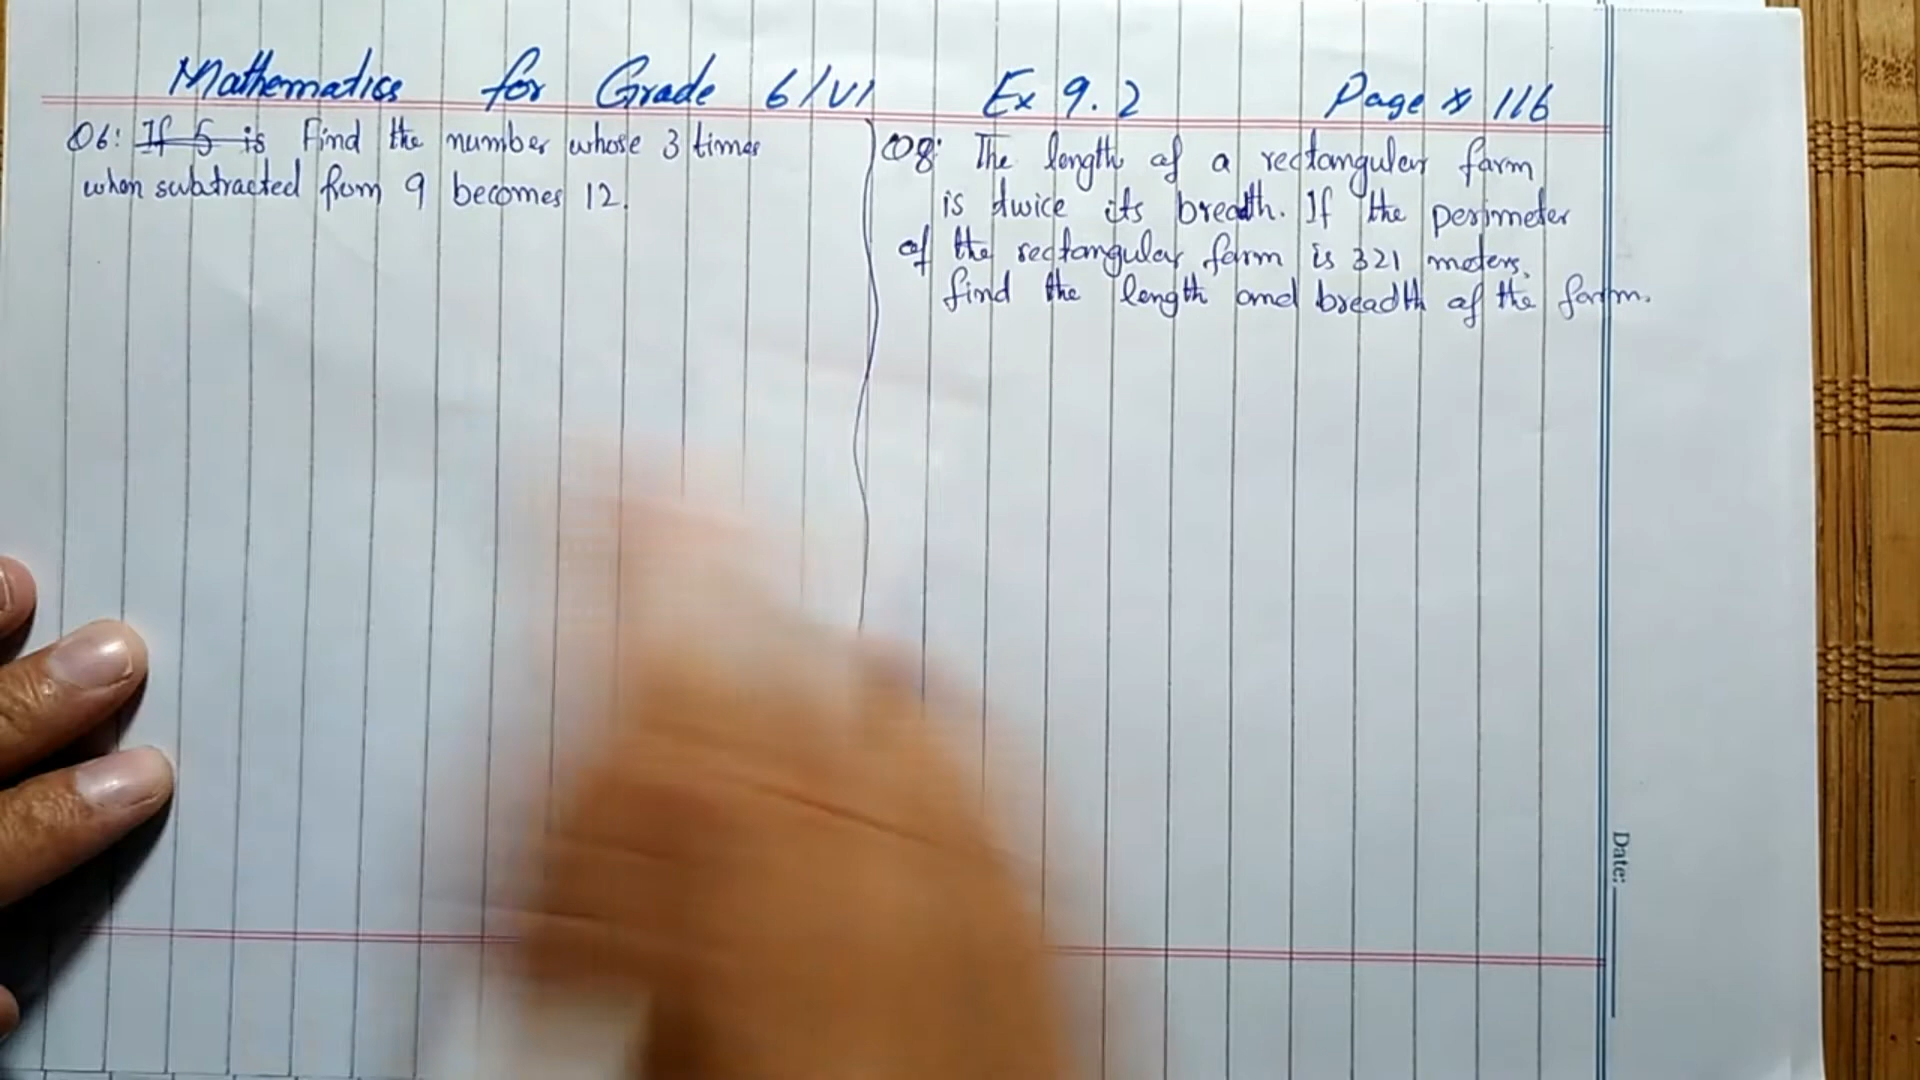 Mathematics for Grade 6/VI Ex 9.2 Page # 116
Q6: If 5 is Find the number whose 3 times
when subtracted from 9 becomes 12.
Q8: The length of a rectangular farm
is twice its breadth. If the perimeter
of the rectangular farm is 321 meters,
find the length and breadth of the farm.
Date: